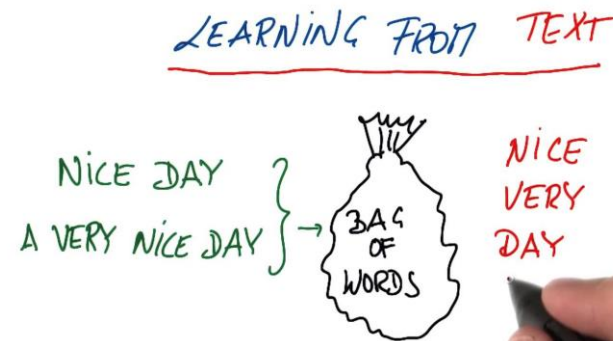 LEARNING FROM TEXT
NICE DAY
A VERY NICE DAY
BAG
OF
WORDS
NICE
VERY
DAY